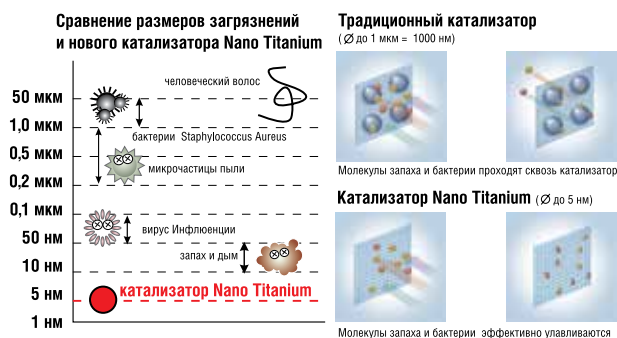 Сравнение размеров загрязнений
и нового катализатора Nano Titanium
50 мкм
1,0 мкм
0,5 мкм
0,2 мкм
0,1 мкм
50 нм
10 нм
5 нм
1 нм
человеческий волос
бактерии Staphylococcus Aureus
микрочастицы пыли
вирус Инфлюенции
запах и дым
катализатор Nano Titanium
Традиционный катализатор
(∅ до 1 мкм = 1000 нм)
Молекулы запаха и бактерии проходят сквозь катализатор
Катализатор Nano Titanium (∅ до 5 нм)
Молекулы запаха и бактерии эффективно улавливаются